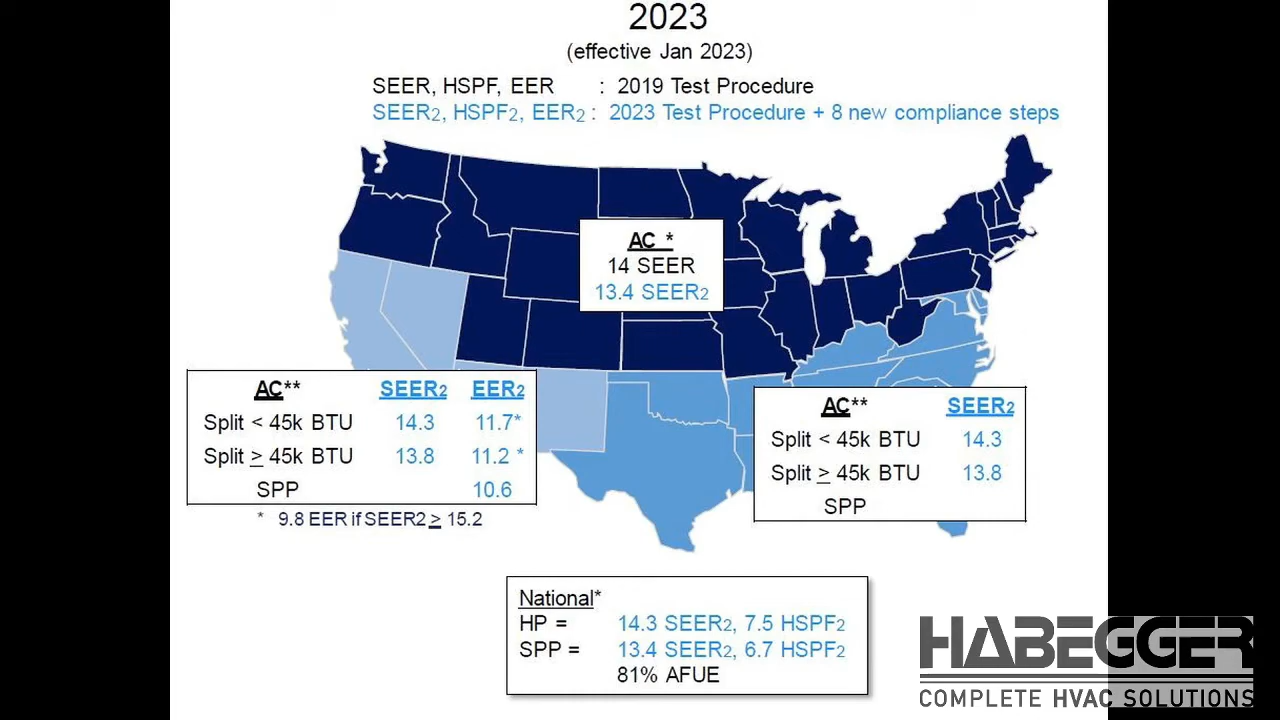 2023
(effective Jan 2023)
SEER, HSPF, EER : 2019 Test Procedure
SEER2, HSPF2, EER2 : 2023 Test Procedure + 8 new compliance steps
AC *
14 SEER
13.4 SEER2
AC** SEER2 EER2
Split < 45k BTU 14.3 11.7*
Split ≥ 45k BTU 13.8 11.2 *
SPP 10.6
* 9.8 EER if SEER2 ≥ 15.2
AC** SEER2
Split < 45k BTU 14.3
Split ≥ 45k BTU 13.8
SPP
National*
HP = 14.3 SEER2, 7.5 HSPF2
SPP = 13.4 SEER2, 6.7 HSPF2
81% AFUE
HABEGGER
COMPLETE HVAC SOLUTIONS